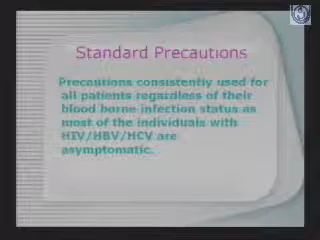 Standard Precautions
Precautions consistently used for
all patients regardless of their
blood borne infection status as
most of the individuals with
HIV/HBV/HCV are
asymptomatic.